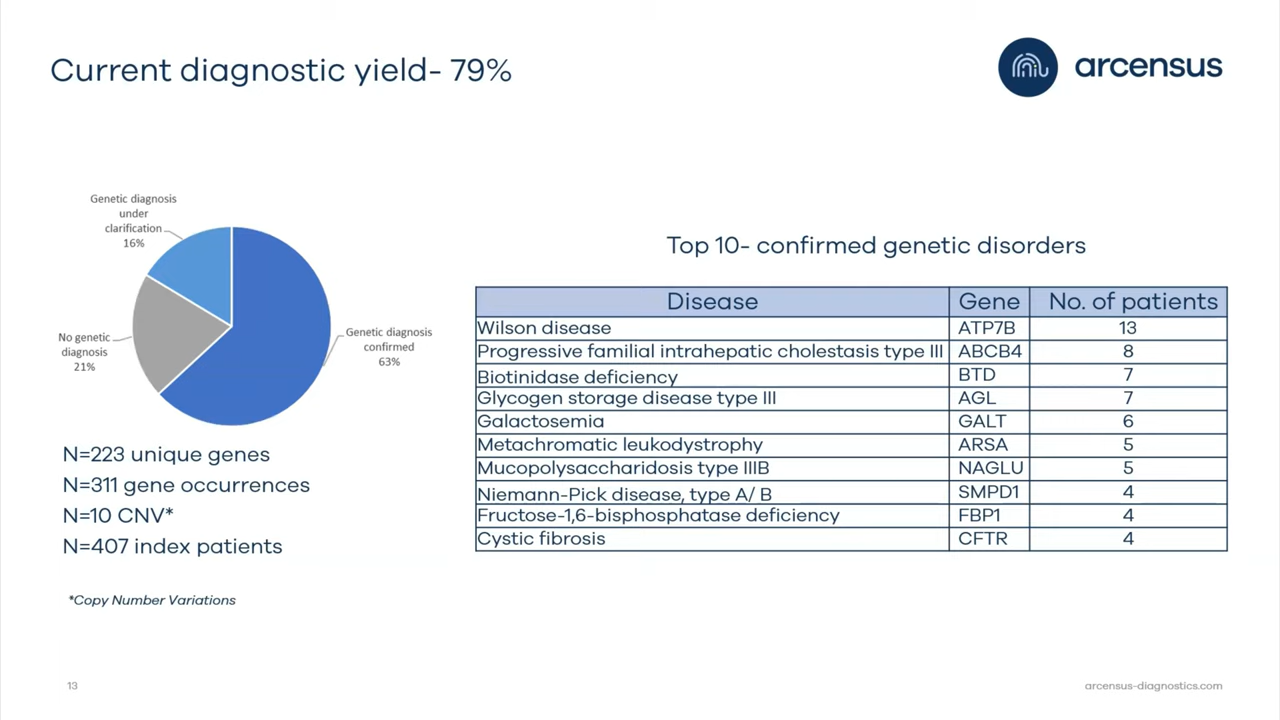 Current diagnostic yield- 79%
arcensus
Genetic diagnosis
under
clarification
16%
No genetic
diagnosis
21%
Genetic diagnosis
confirmed
63%
N=223 unique genes
N=311 gene occurrences
N=10 CNV*
N=407 index patients
*Copy Number Variations
Top 10- confirmed genetic disorders
Disease Gene No. of patients
Wilson disease ATP7B 13
Progressive familial intrahepatic cholestasis type III ABCB4 8
Biotinidase deficiency BTD 7
Glycogen storage disease type III AGL 7
Galactosemia GALT 6
Metachromatic leukodystrophy ARSA 5
Mucopolysaccharidosis type IIIB NAGLU 5
Niemann-Pick disease, type A/ B SMPD1 4
Fructose-1,6-bisphosphatase deficiency FBP1 4
Cystic fibrosis CFTR 4
13
arcensus-diagnostics.com